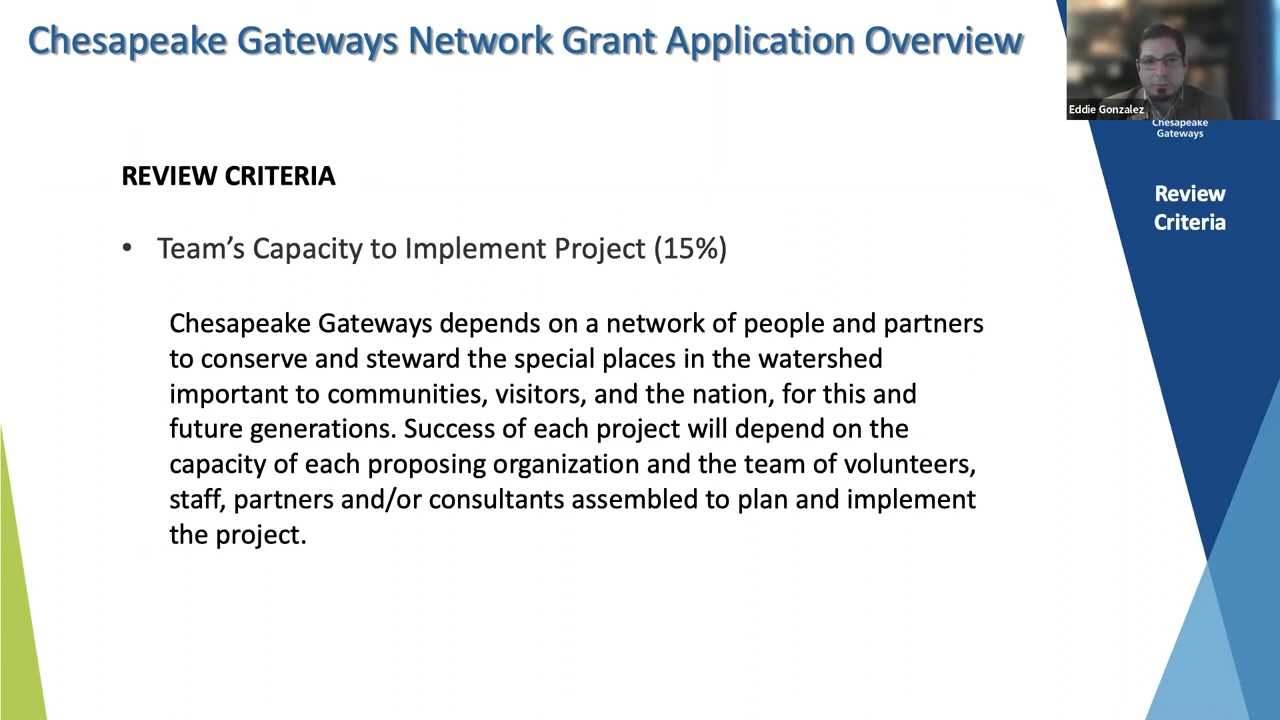 Chesapeake Gateways Network Grant Application Overview
Eddie Gonzalez
Chesapeake
Gateways
Review
Criteria
REVIEW CRITERIA
• Team’s Capacity to Implement Project (15%)
Chesapeake Gateways depends on a network of people and partners
to conserve and steward the special places in the watershed
important to communities, visitors, and the nation, for this and
future generations. Success of each project will depend on the
capacity of each proposing organization and the team of volunteers,
staff, partners and/or consultants assembled to plan and implement
the project.